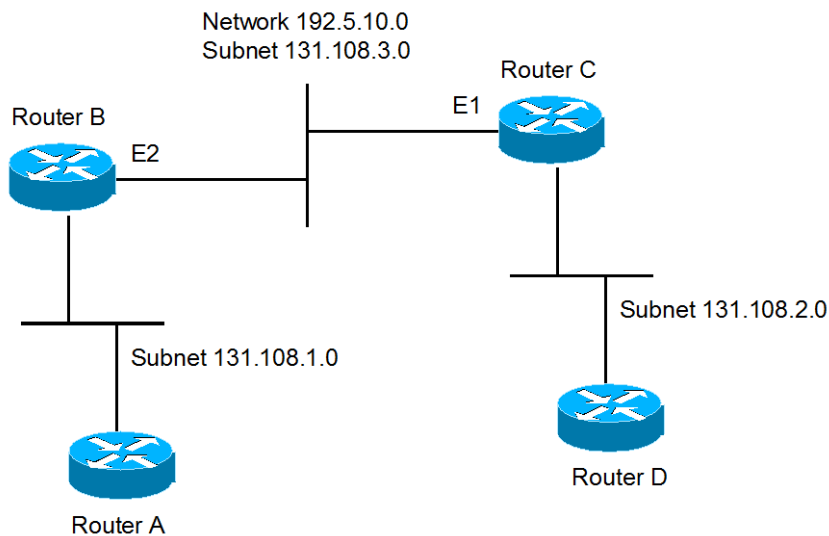 Network 192.5.10.0
Subnet 131.108.3.0
Router C
E1
Router B
E2
Subnet 131.108.2.0
Subnet 131.108.1.0
Router D
Router A